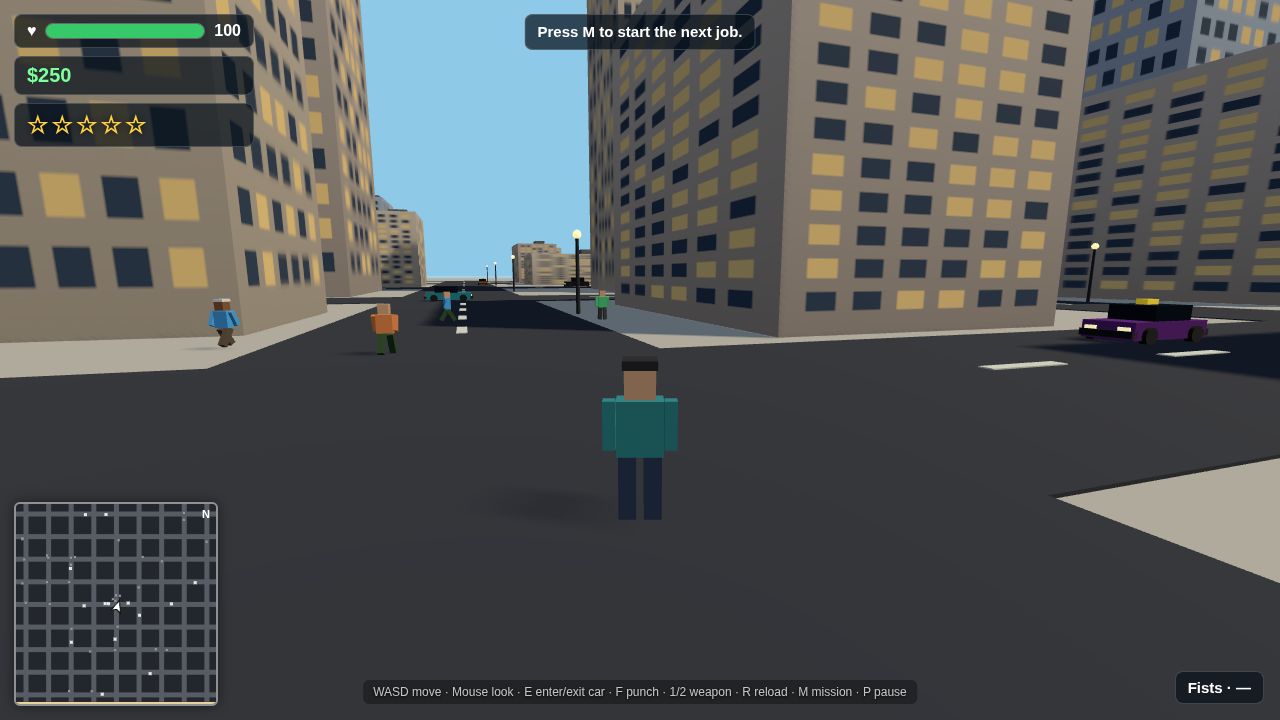 ♥ 100
Press M to start the next job.
$250
☆☆☆☆☆
N
WASD move · Mouse look · E enter/exit car · F punch · 1/2 weapon · R reload · M mission · P pause
Fists · —